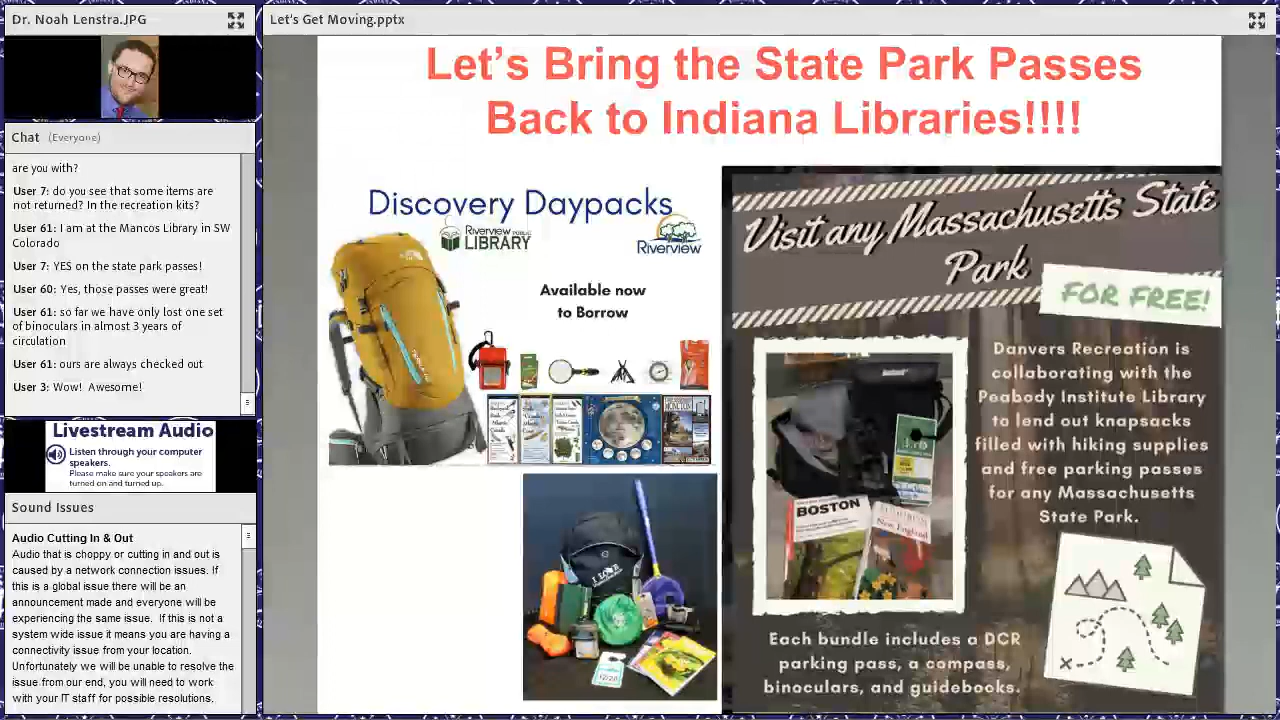 Dr. Noah Lenstra.JPG
Let's Get Moving.pptx
Chat (Everyone)
are you with?
User 7: do you see that some items are
not returned? In the recreation kits?
User 61: I am at the Mancos Library in SW
Colorado
User 7: YES on the state park passes!
User 60: Yes, those passes were great!
User 61: so far we have only lost one set
of binoculars in almost 3 years of
circulation
User 61: ours are always checked out
User 3: Wow!  Awesome!
Livestream Audio
Listen through your computer
speakers.
Please make sure your speakers are
turned on and turned up.
Sound Issues
Audio Cutting In & Out
Audio that is choppy or cutting in and out is
caused by a network connection issues. If
this is a global issue there will be an
announcement made and everyone will be
experiencing the same issue.  If this is not a
system wide issue it means you are having a
connectivity issue from your location.
Unfortunately we will be unable to resolve the
issue from our end, you will need to work
with your IT staff for possible resolutions.
Let's Bring the State Park Passes
Back to Indiana Libraries!!!!
Discovery Daypacks
Riverview PUBLIC
LIBRARY
Riverview
Available now
to Borrow
Visit any Massachusetts State
Park
FOR FREE!
BOSTON
New England
Danvers Recreation is
collaborating with the
Peabody Institute Library
to lend out knapsacks
filled with hiking supplies
and free parking passes
for any Massachusetts
State Park.
Each bundle includes a DCR
parking pass, a compass,
binoculars, and guidebooks.